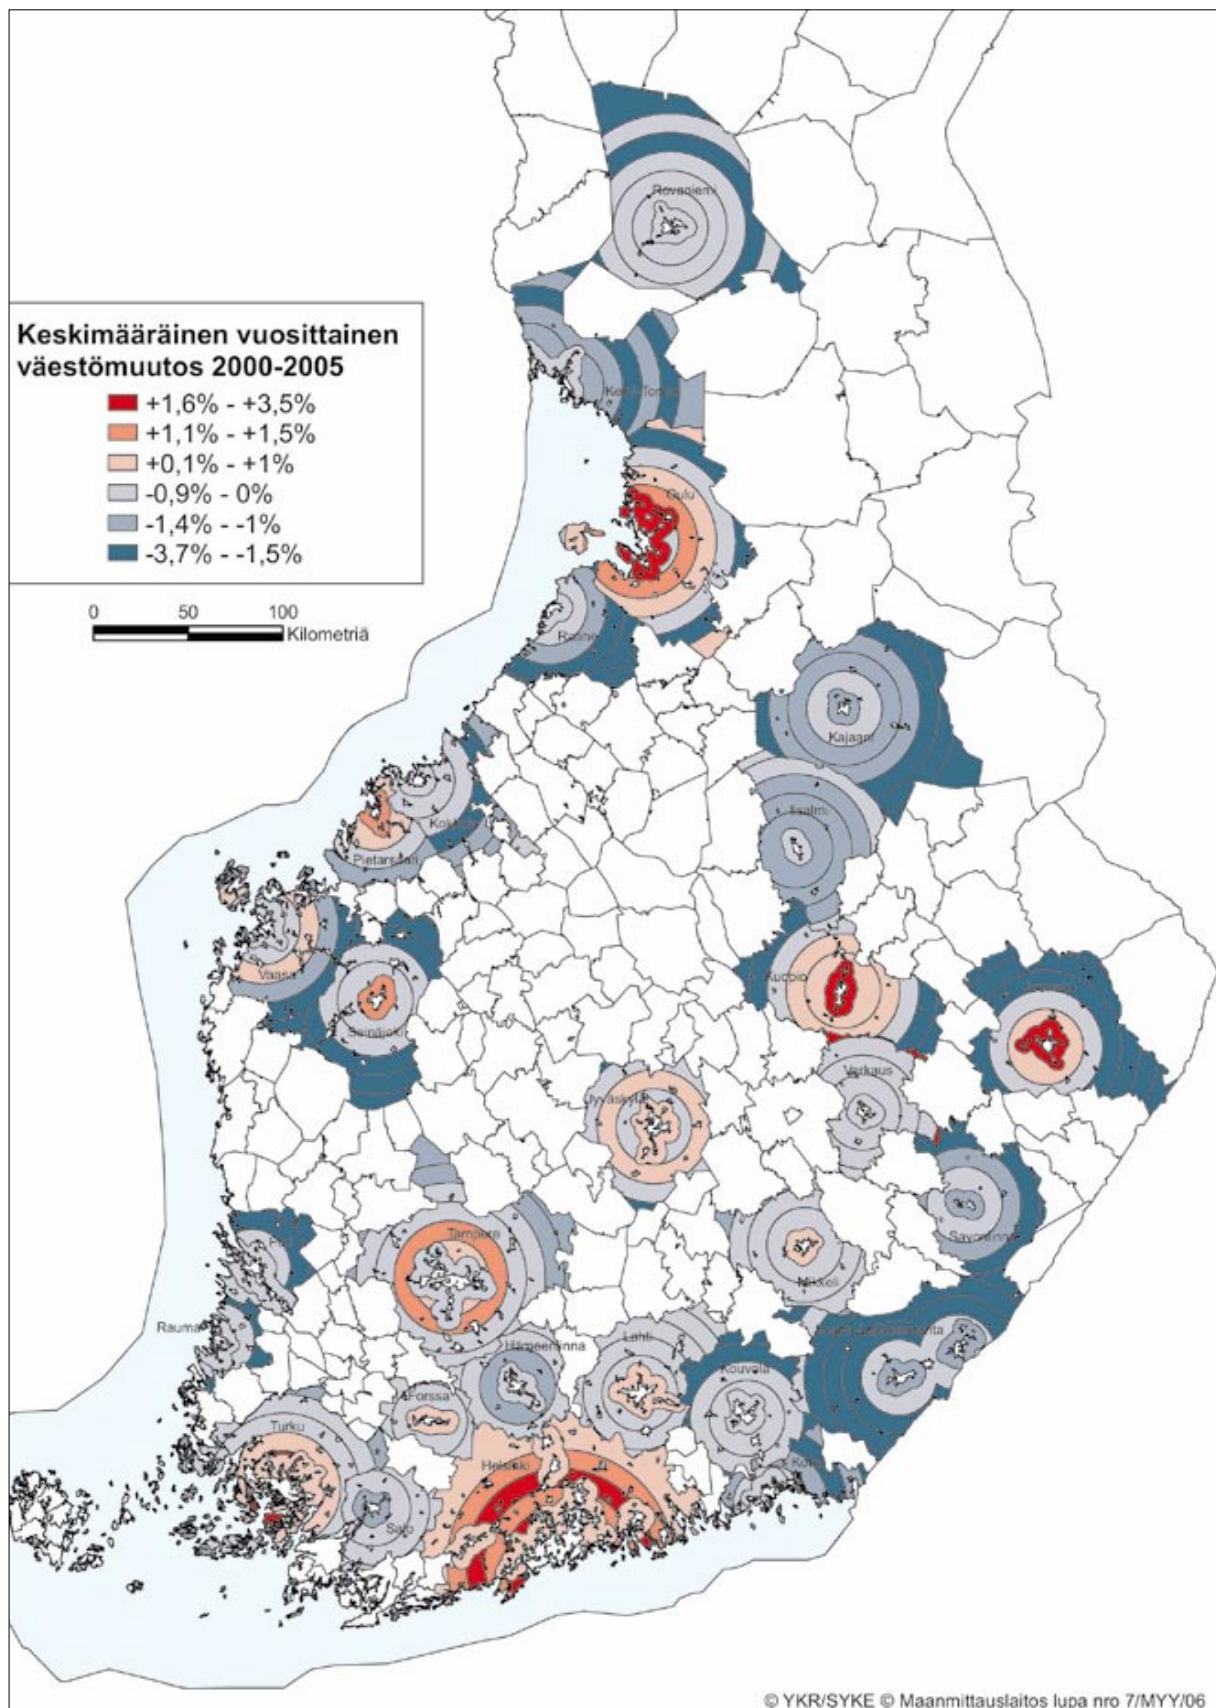 Rovaniemi
Keskimääräinen vuosittainen
väestömuutos 2000-2005
+1,6% - +3,5%
+1,1% - +1,5%
+0,1% - +1%
-0,9% - 0%
-1,4% - -1%
-3,7% - -1,5%
0 50 100
Kilometriä
Oulu
Raahe
Kajaani
Iisalmi
Pietarsaari
Kuopio
Vaasa
Seinäjoki
Varkaus
Jyväskylä
Tampere
Savonlinna
Mikkeli
Rauma
Hämeenlinna
Lahti
Kouvola
Forssa
Turku
Helsinki
Salo
© YKR/SYKE © Maanmittauslaitos lupa nro 7/MYY/06